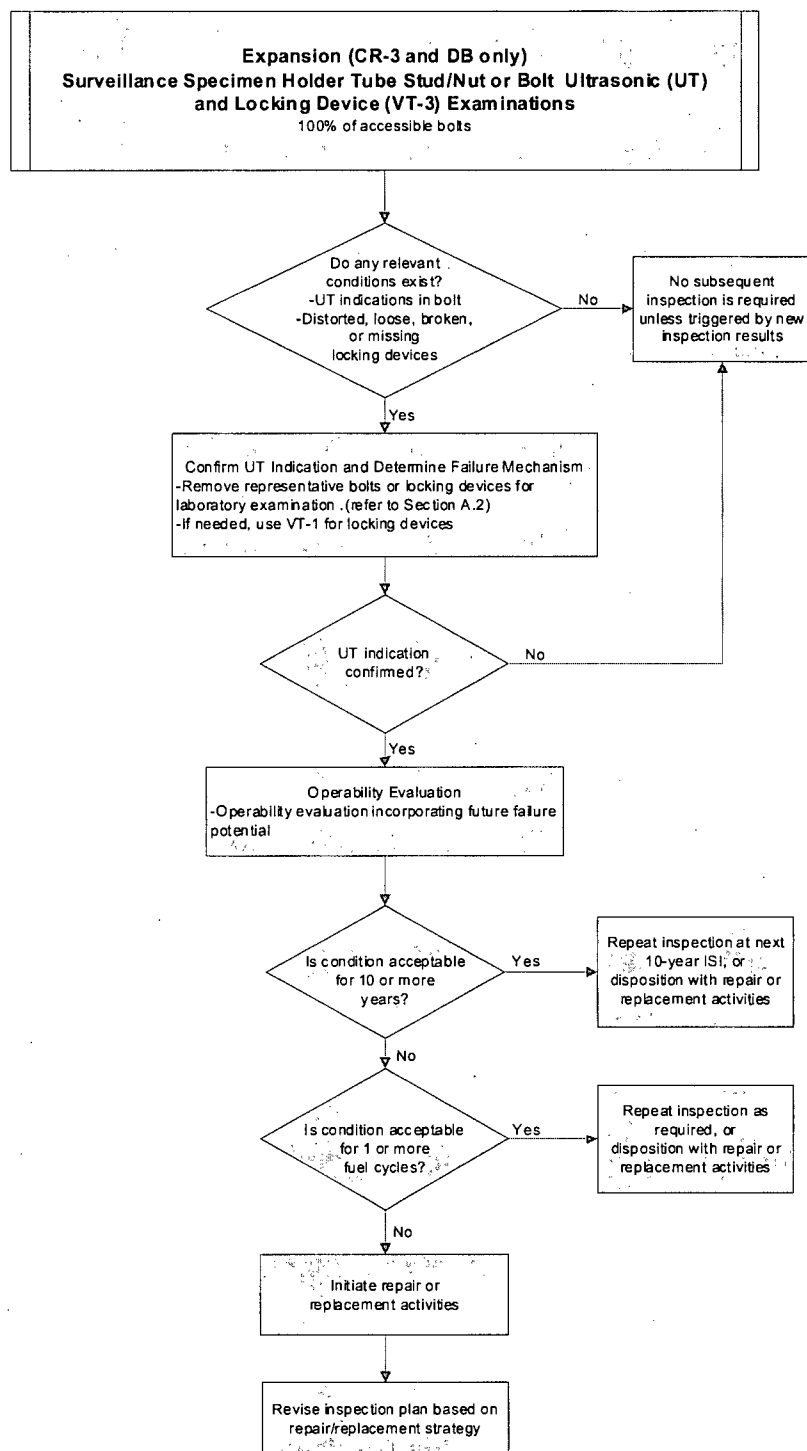 Expansion (CR-3 and DB only)
Surveillance Specimen Holder Tube Stud/Nut or Bolt Ultrasonic (UT)
and Locking Device (VT-3) Examinations
100% of accessible bolts
Do any relevant
conditions exist?
-UT indications in bolt
-Distorted, loose, broken,
or missing
locking devices
No
No subsequent
inspection is required
unless triggered by new
inspection results
Yes
Confirm UT Indication and Determine Failure Mechanism
-Remove representative bolts or locking devices for
laboratory examination .(refer to Section A.2)
-If needed, use VT-1 for locking devices
UT indication
confirmed?
No
Yes
Operability Evaluation
-Operability evaluation incorporating future failure
potential
Is condition acceptable
for 10 or more
years?
Yes
Repeat inspection at next
10-year ISI, or
disposition with repair or
replacement activities
No
Is condition acceptable
for 1 or more
fuel cycles?
Yes
Repeat inspection as
required, or
disposition with repair or
replacement activities
No
Initiate repair or
replacement activities
Revise inspection plan based on
repair/replacement strategy